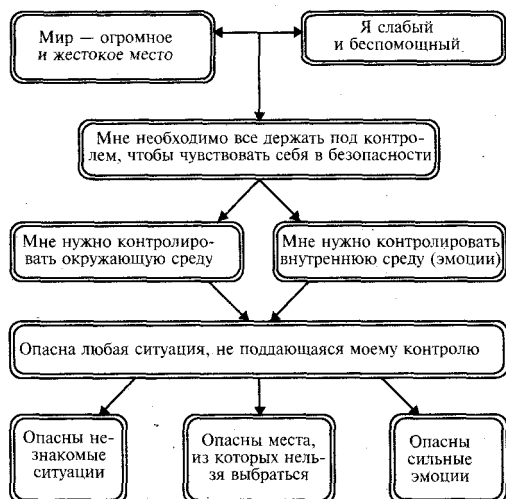 Мир — огромное
и жестокое место
Я слабый
и беспомощный
Мне необходимо все держать под контро-
лем, чтобы чувствовать себя в безопасности
Мне нужно контролиро-
вать окружающую среду
Мне нужно контролировать
внутреннюю среду (эмоции)
Опасна любая ситуация, не поддающаяся моему контролю
Опасны не-
знакомые
ситуации
Опасны места,
из которых нель-
зя выбраться
Опасны
сильные
эмоции